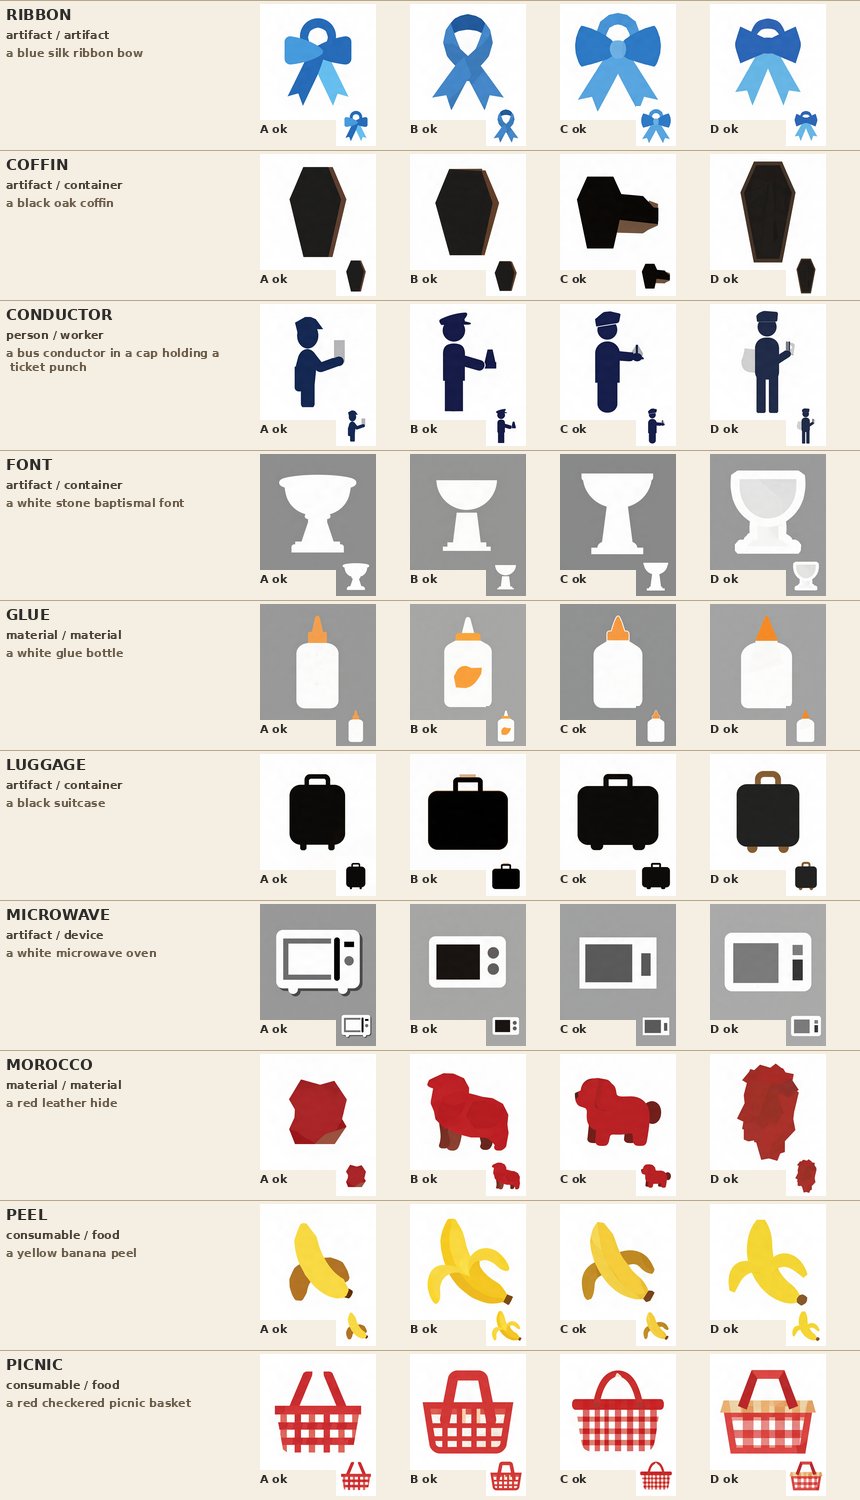 RIBBON
artifact / artifact
a blue silk ribbon bow
A ok
B ok
C ok
D ok
COFFIN
artifact / container
a black oak coffin
A ok
B ok
C ok
D ok
CONDUCTOR
person / worker
a bus conductor in a cap holding a
ticket punch
A ok
B ok
C ok
D ok
FONT
artifact / container
a white stone baptismal font
A ok
B ok
C ok
D ok
GLUE
material / material
a white glue bottle
A ok
B ok
C ok
D ok
LUGGAGE
artifact / container
a black suitcase
A ok
B ok
C ok
D ok
MICROWAVE
artifact / device
a white microwave oven
A ok
B ok
C ok
D ok
MOROCCO
material / material
a red leather hide
A ok
B ok
C ok
D ok
PEEL
consumable / food
a yellow banana peel
A ok
B ok
C ok
D ok
PICNIC
consumable / food
a red checkered picnic basket
A ok
B ok
C ok
D ok